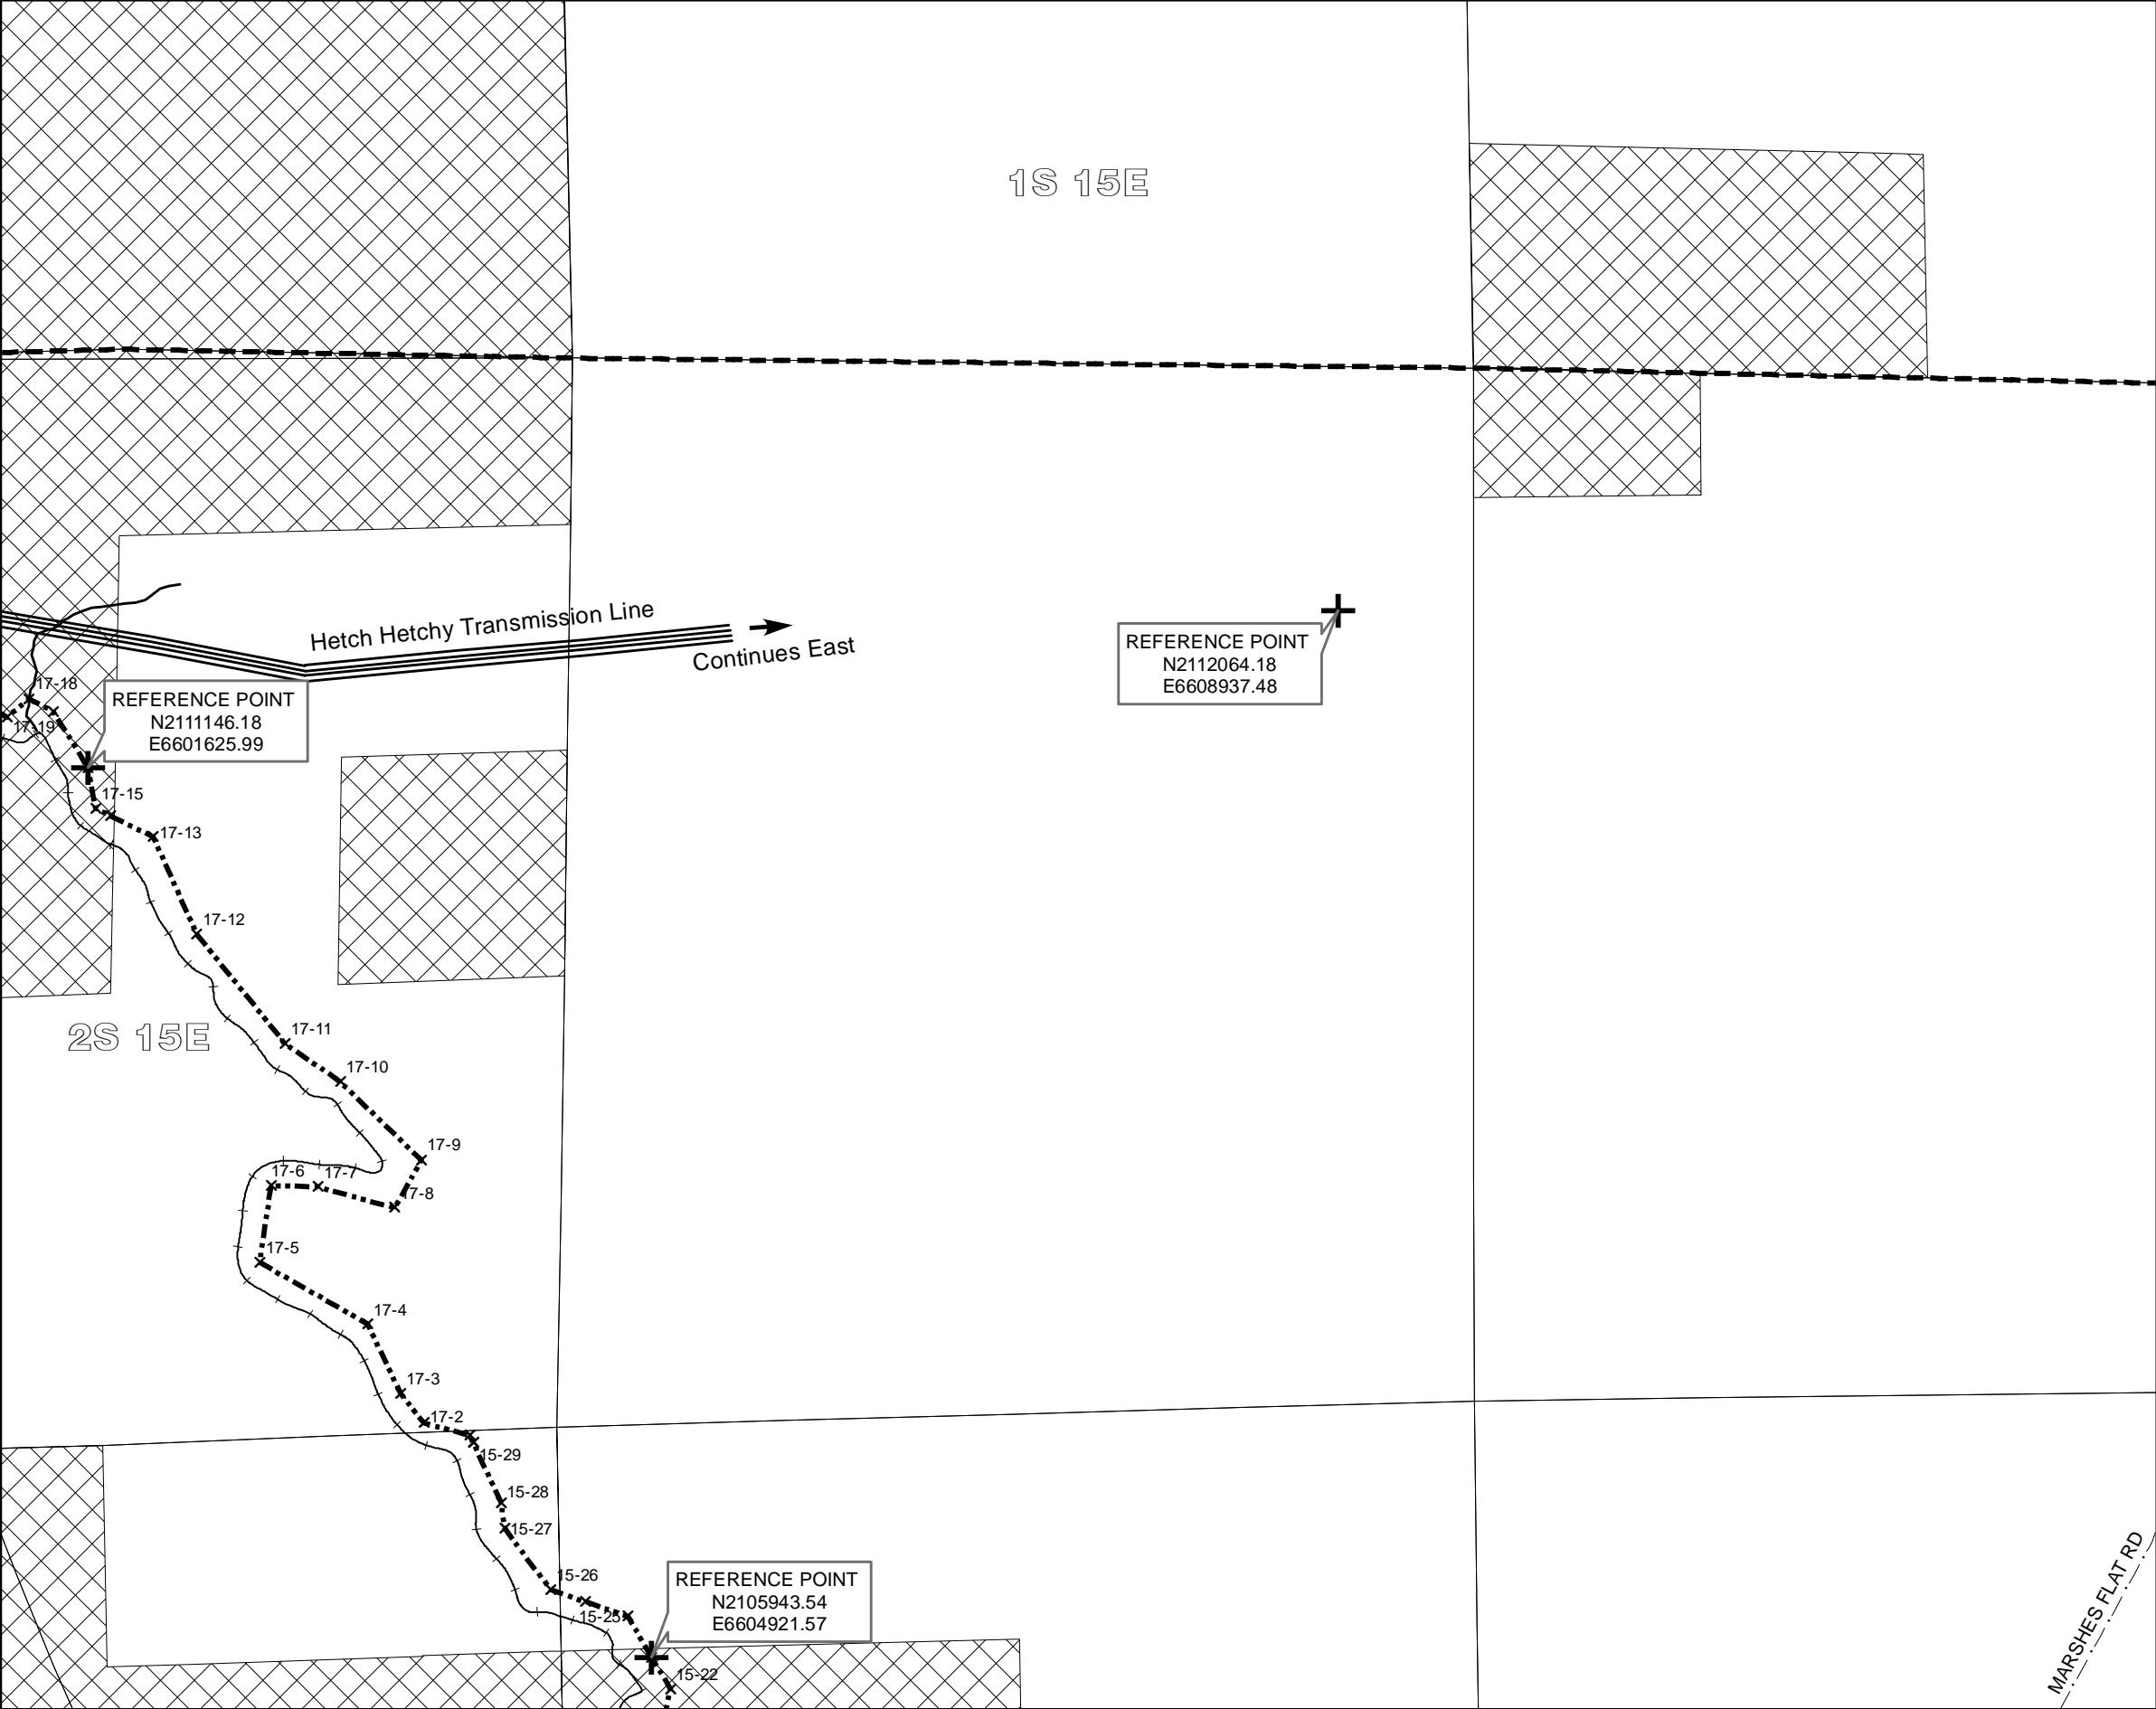 1S 15E
Hetch Hetchy Transmission Line
Continues East
REFERENCE POINT
N2112064.18
E6608937.48
17-18
17-19
REFERENCE POINT
N2111146.18
E6601625.99
17-15
17-13
17-12
2S 15E
17-11
17-10
17-9
17-6
17-7
17-8
17-5
17-4
17-3
17-2
15-29
15-28
15-27
15-26
15-25
REFERENCE POINT
N2105943.54
E6604921.57
15-22
MARSHES FLAT RD